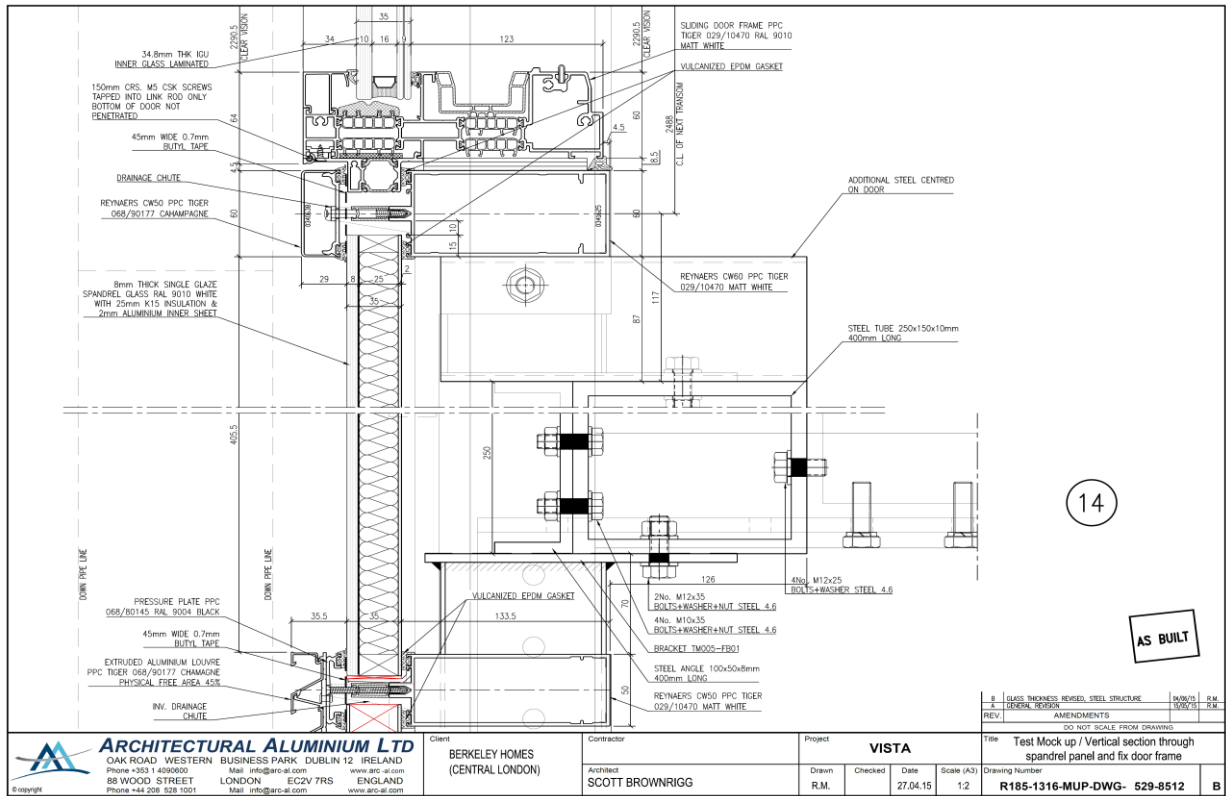 35
34
10
16
9
123
2290.5
CLEAR VISION
2290.5
CLEAR VISION
34.8mm THK IGU
INNER GLASS LAMINATED
SLIDING DOOR FRAME PPC
TIGER 029/10470 RAL 9010
MATT WHITE
VULCANIZED EPDM GASKET
150mm CRS. M5 CSK SCREWS
TAPPED INTO LINK ROD ONLY
BOTTOM OF DOOR NOT
PENETRATED
64
60
2488
C.L. OF NEXT TRANSOM
45mm WIDE 0.7mm
BUTYL TAPE
4.5
8.5
4.5
DRAINAGE CHUTE
ADDITIONAL STEEL CENTRED
ON DOOR
REYNAERS CW50 PPC TIGER
068/90177 CAHAMPAGNE
60
60
10
15
2
29
8
25
35
REYNAERS CW60 PPC TIGER
029/10470 MATT WHITE
8mm THICK SINGLE GLAZE
SPANDREL GLASS RAL 9010 WHITE
WITH 25mm K15 INSULATION &
2mm ALUMINIUM INNER SHEET
117
87
STEEL TUBE 250x150x10mm
400mm LONG
405.5
250
14
DOWN PIPE LINE
DOWN PIPE LINE
126
4No. M12x25
BOLTS+WASHER STEEL 4.6
PRESSURE PLATE PPC
068/80145 RAL 9004 BLACK
35.5
35
133.5
VULCANIZED EPDM GASKET
70
2No. M12x35
BOLTS+WASHER+NUT STEEL 4.6
4No. M10x35
BOLTS+WASHER+NUT STEEL 4.6
BRACKET TM005-FB01
AS BUILT
45mm WIDE 0.7mm
BUTYL TAPE
EXTRUDED ALUMINIUM LOUVRE
PPC TIGER 068/90177 CHAMAGNE
PHYSICAL FREE AREA 45%
STEEL ANGLE 100x50x8mm
400mm LONG
50
REYNAERS CW50 PPC TIGER
029/10470 MATT WHITE
INV. DRAINAGE
CHUTE
B GLASS THICKNESS REVISED, STEEL STRUCTURE R.M.
A GENERAL REVISION R.M.
REV. AMENDMENTS
DO NOT SCALE FROM DRAWING
© copyright
ARCHITECTURAL ALUMINIUM LTD
OAK ROAD WESTERN BUSINESS PARK DUBLIN 12 IRELAND
Phone +353 1 4090600 Mail info@arc-al.com www.arc-al.com
88 WOOD STREET LONDON EC2V 7RS ENGLAND
Phone +44 208 528 1001 Mail info@arc-al.com www.arc-al.com
Client
BERKELEY HOMES
(CENTRAL LONDON)
Contractor
Architect
SCOTT BROWNRIGG
Project
VISTA
Drawn Checked Date Scale (A3)
R.M. 27.04.15 1:2
Title Test Mock up / Vertical section through
spandrel panel and fix door frame
Drawing Number
R185-1316-MUP-DWG- 529-8512 B